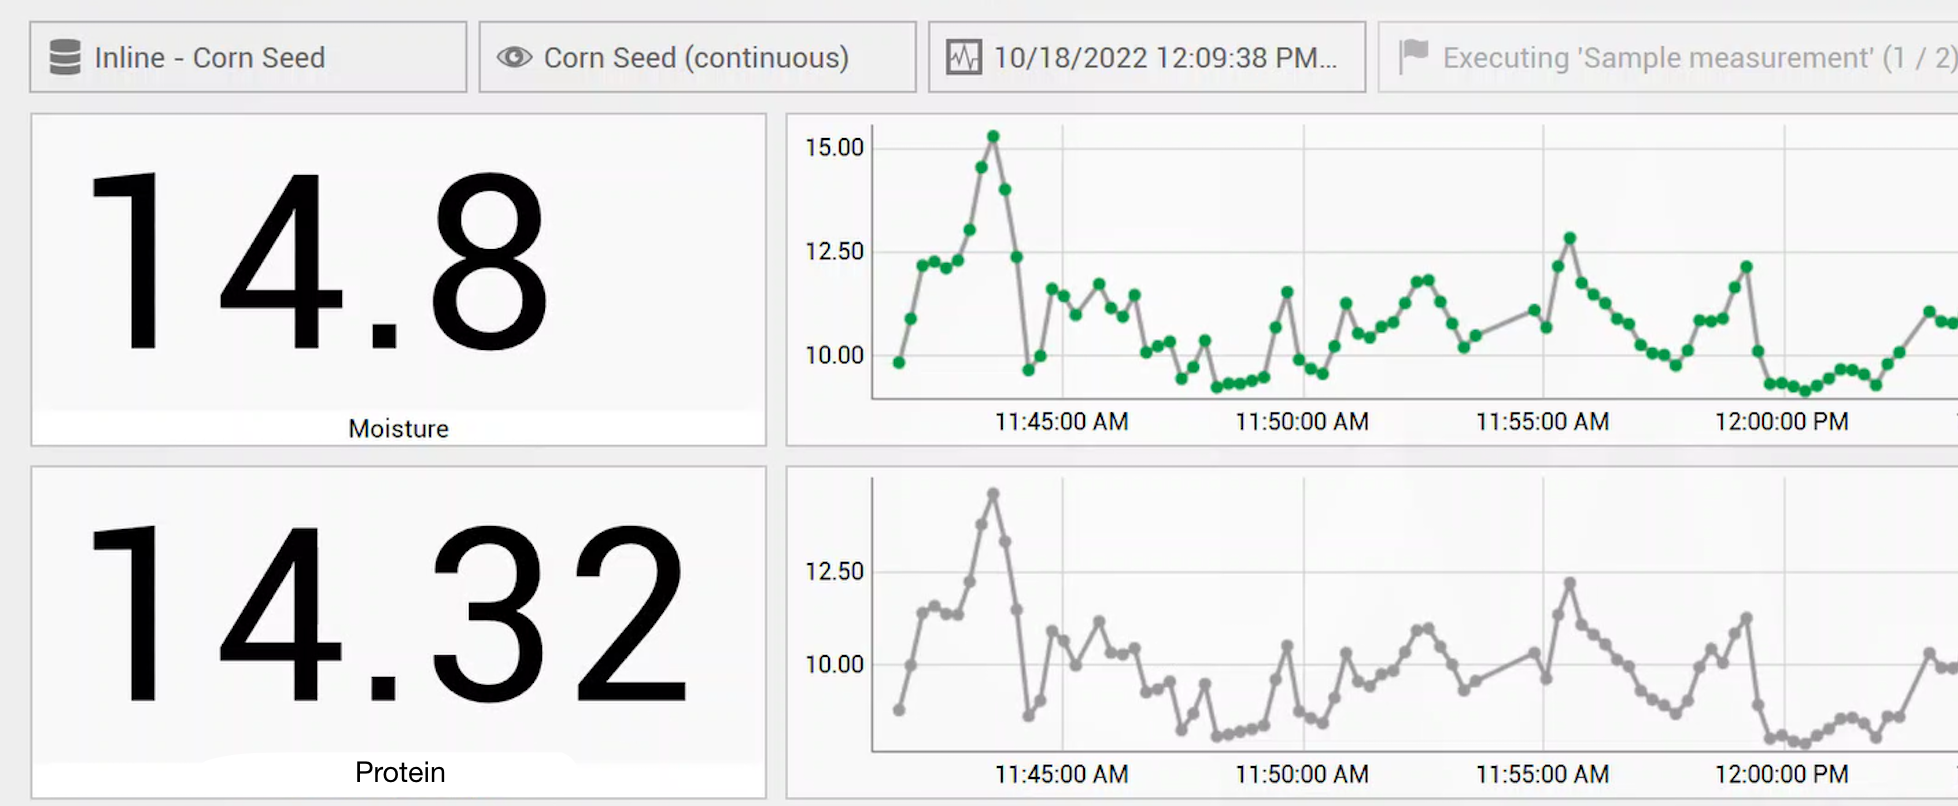 Inline - Corn Seed
Corn Seed (continuous)
10/18/2022 12:09:38 PM...
Executing 'Sample measurement' (1 / 2)
14.8
Moisture
15.00
12.50
10.00
11:45:00 AM 11:50:00 AM 11:55:00 AM 12:00:00 PM
14.32
Protein
12.50
10.00
11:45:00 AM 11:50:00 AM 11:55:00 AM 12:00:00 PM